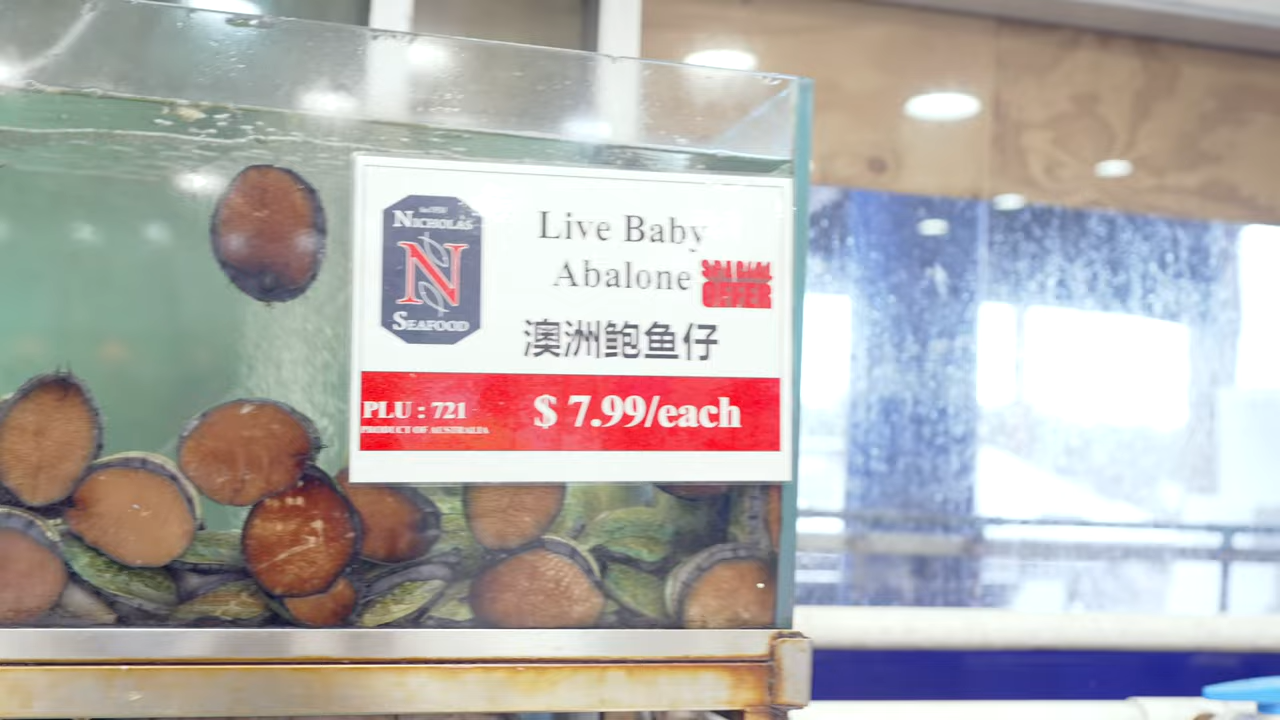 NICHOLAS'
N
SEAFOOD
Live Baby
Abalone
SPECIAL
OFFER
澳洲鲍鱼仔
PLU : 721
$ 7.99/each
PRODUCT OF AUSTRALIA